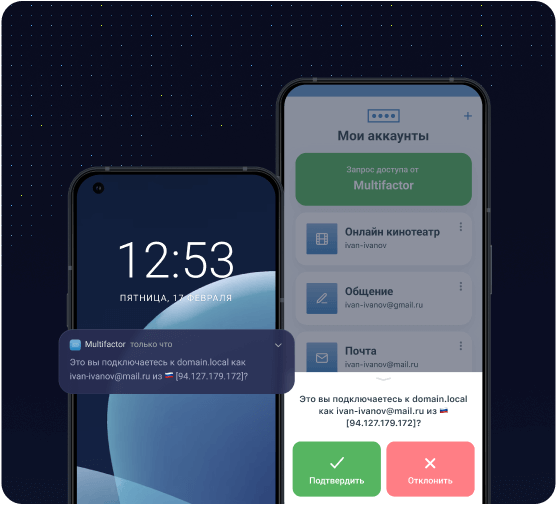 12:53
ПЯТНИЦА, 17 ФЕВРАЛЯ
Multifactor только что
Это вы подключаетесь к domain.local как
ivan-ivanov@mail.ru из [94.127.179.172]?
Мои аккаунты
Запрос доступа от
Multifactor
Онлайн кинотеатр
ivan-ivanov
Общение
ivan-ivanov@gmail.ru
Почта
ivan-ivanov@mail.ru
Это вы подключаетесь к domain.local
как ivan-ivanov@mail.ru из
[94.127.179.172]?
Подтвердить
Отклонить